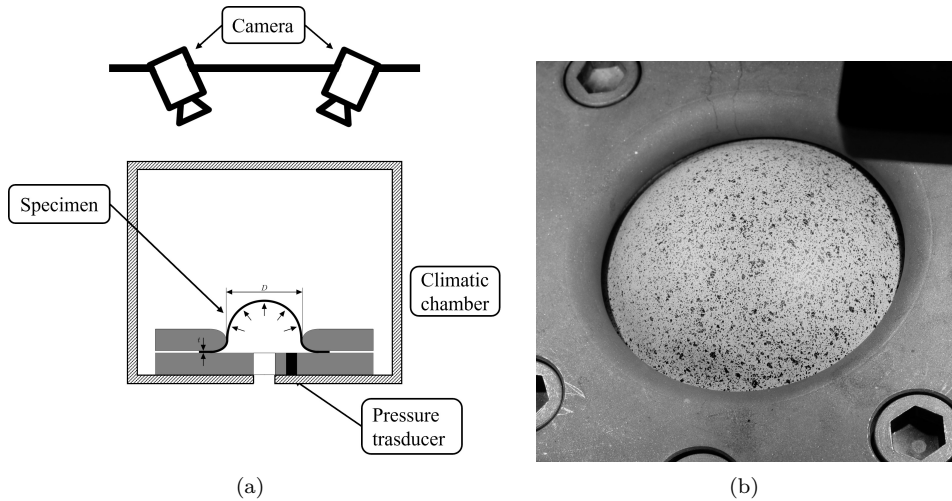 Camera
Specimen
D
Climatic
chamber
t
Pressure
trasducer
(a)
(b)